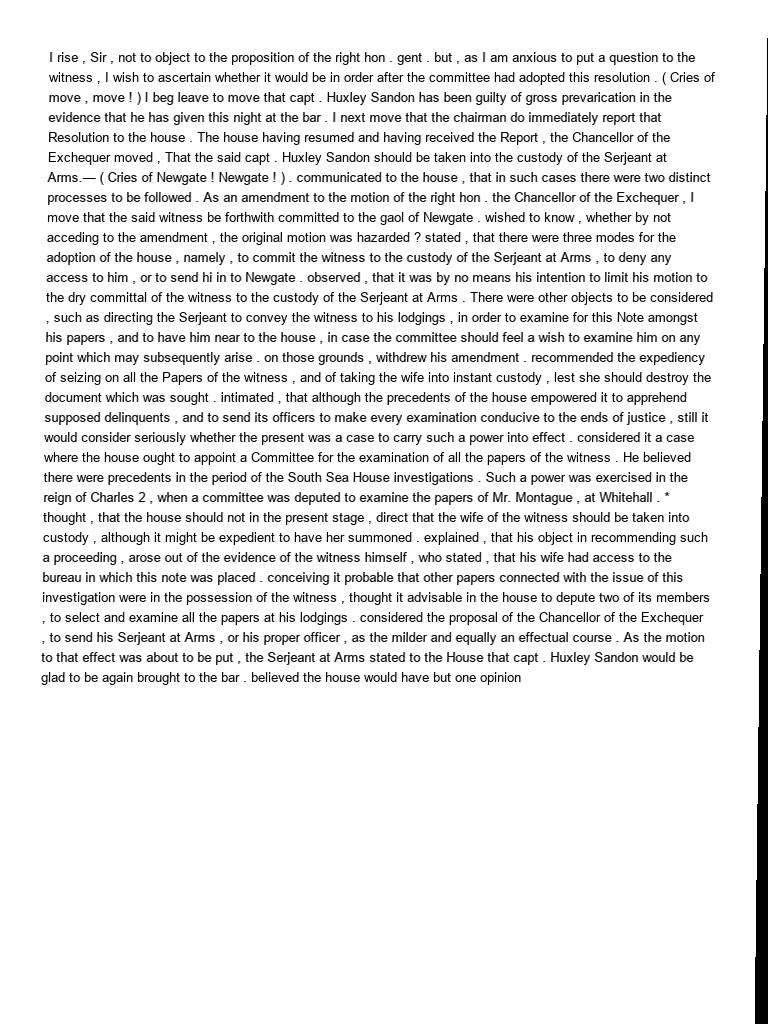 I rise , Sir , not to object to the proposition of the right hon . gent . but , as I am anxious to put a question to the
witness , I wish to ascertain whether it would be in order after the committee had adopted this resolution . ( Cries of
move , move ! ) I beg leave to move that capt . Huxley Sandon has been guilty of gross prevarication in the
evidence that he has given this night at the bar . I next move that the chairman do immediately report that
Resolution to the house . The house having resumed and having received the Report , the Chancellor of the
Exchequer moved , That the said capt . Huxley Sandon should be taken into the custody of the Serjeant at
Arms.— ( Cries of Newgate ! Newgate ! ) . communicated to the house , that in such cases there were two distinct
processes to be followed . As an amendment to the motion of the right hon . the Chancellor of the Exchequer , I
move that the said witness be forthwith committed to the gaol of Newgate . wished to know , whether by not
acceding to the amendment , the original motion was hazarded ? stated , that there were three modes for the
adoption of the house , namely , to commit the witness to the custody of the Serjeant at Arms , to deny any
access to him , or to send hi in to Newgate . observed , that it was by no means his intention to limit his motion to
the dry committal of the witness to the custody of the Serjeant at Arms . There were other objects to be considered
, such as directing the Serjeant to convey the witness to his lodgings , in order to examine for this Note amongst
his papers , and to have him near to the house , in case the committee should feel a wish to examine him on any
point which may subsequently arise . on those grounds , withdrew his amendment . recommended the expediency
of seizing on all the Papers of the witness , and of taking the wife into instant custody , lest she should destroy the
document which was sought . intimated , that although the precedents of the house empowered it to apprehend
supposed delinquents , and to send its officers to make every examination conducive to the ends of justice , still it
would consider seriously whether the present was a case to carry such a power into effect . considered it a case
where the house ought to appoint a Committee for the examination of all the papers of the witness . He believed
there were precedents in the period of the South Sea House investigations . Such a power was exercised in the
reign of Charles 2 , when a committee was deputed to examine the papers of Mr. Montague , at Whitehall . *
thought , that the house should not in the present stage , direct that the wife of the witness should be taken into
custody , although it might be expedient to have her summoned . explained , that his object in recommending such
a proceeding , arose out of the evidence of the witness himself , who stated , that his wife had access to the
bureau in which this note was placed . conceiving it probable that other papers connected with the issue of this
investigation were in the possession of the witness , thought it advisable in the house to depute two of its members
, to select and examine all the papers at his lodgings . considered the proposal of the Chancellor of the Exchequer
, to send his Serjeant at Arms , or his proper officer , as the milder and equally an effectual course . As the motion
to that effect was about to be put , the Serjeant at Arms stated to the House that capt . Huxley Sandon would be
glad to be again brought to the bar . believed the house would have but one opinion